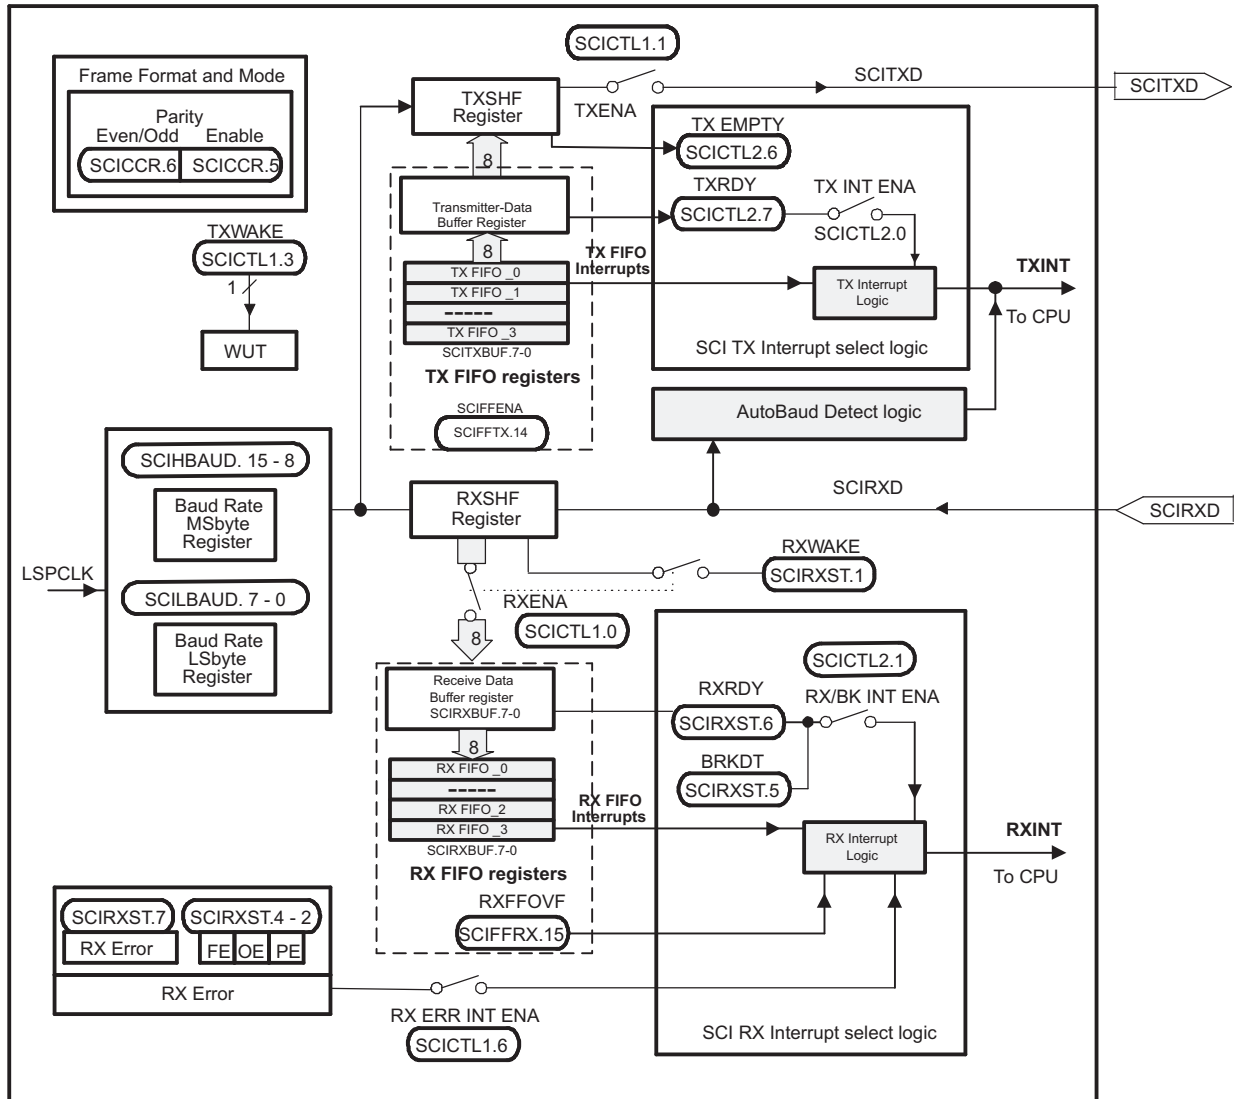 SCICTL1.1
Frame Format and Mode
Parity
Even/Odd Enable
SCICCR.6 SCICCR.5
TXSHF
Register
TXENA
SCITXD
SCITXD
8
TX EMPTY
SCICTL2.6
Transmitter-Data
Buffer Register
TXRDY
SCICTL2.7
TX INT ENA
SCICTL2.0
TXWAKE
SCICTL1.3
1
WUT
8
TX FIFO _0
TX FIFO _1
-----
TX FIFO _3
SCITXBUF.7-0
TX FIFO registers
SCIFFENA
SCIFFTX.14
TX FIFO
Interrupts
TX Interrupt
Logic
TXINT
To CPU
SCI TX Interrupt select logic
AutoBaud Detect logic
SCIHBAUD. 15 - 8
Baud Rate
MSbyte
Register
LSPCLK
SCILBAUD. 7 - 0
Baud Rate
LSbyte
Register
RXSHF
Register
SCIRXD
SCIRXD
RXWAKE
SCIRXST.1
RXENA
SCICTL1.0
8
Receive Data
Buffer register
SCIRXBUF.7-0
8
RX FIFO _0
-----
RX FIFO_2
RX FIFO _3
SCIRXBUF.7-0
RX FIFO registers
RXFFOVF
SCIFFRX.15
RX FIFO
Interrupts
SCICTL2.1
RXRDY
SCIRXST.6
RX/BK INT ENA
BRKDT
SCIRXST.5
RX Interrupt
Logic
RXINT
To CPU
SCI RX Interrupt select logic
SCIRXST.7 SCIRXST.4 - 2
RX Error FE OE PE
RX Error
RX ERR INT ENA
SCICTL1.6